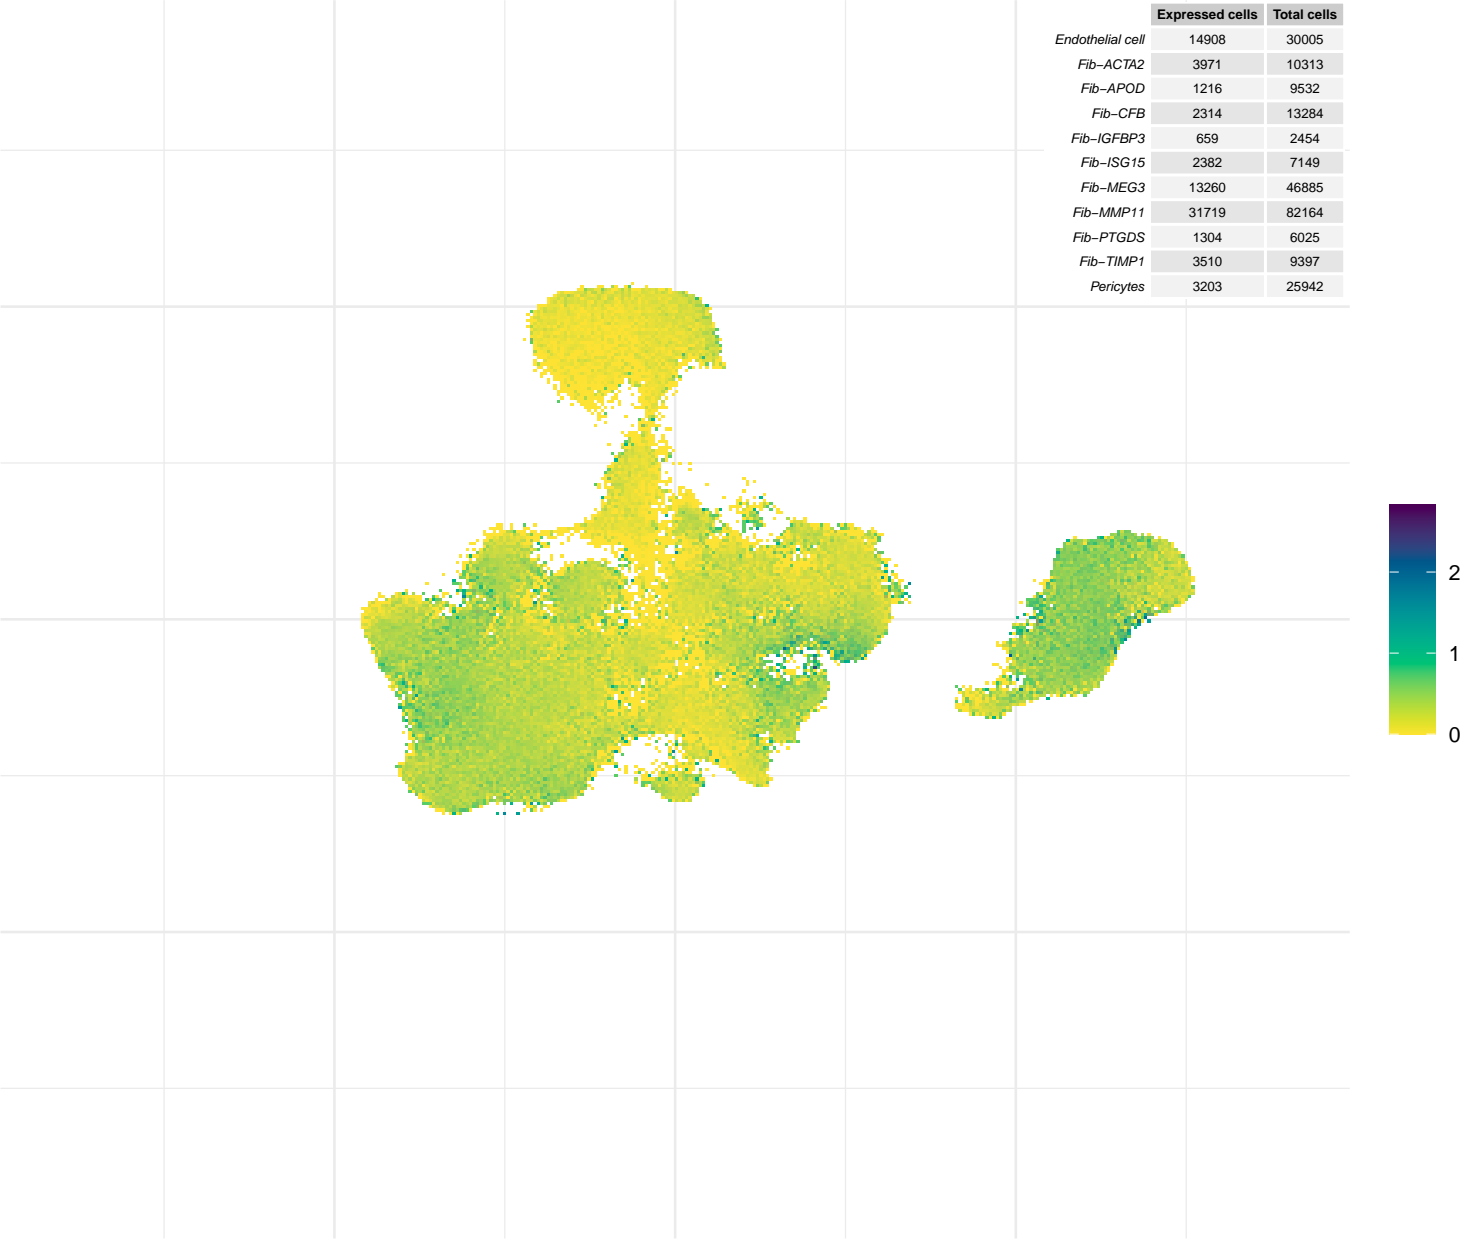 Expressed cells Total cells
Endothelial cell 14908 30005
Fib−ACTA2 3971 10313
Fib−APOD 1216 9532
Fib−CFB 2314 13284
Fib−IGFBP3 659 2454
Fib−ISG15 2382 7149
Fib−MEG3 13260 46885
Fib−MMP11 31719 82164
Fib−PTGDS 1304 6025
Fib−TIMP1 3510 9397
Pericytes 3203 25942
2
1
0